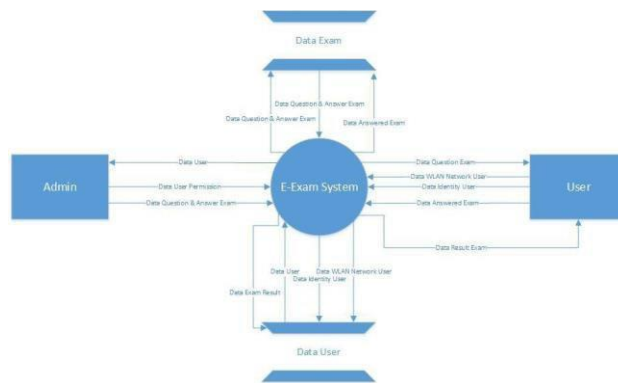 Data Exam
Data Question & Answer Exam
Data Question & Answer Exam
Data Answered Exam
Data User
Data Question Exam
Data WLAN Network User
Admin
Data User Permission
E-Exam System
Data Identity User
User
Data Question & Answer Exam
Data Answered Exam
Data Result Exam
Data User
Data WLAN Network User
Data Identity User
Data Exam Result
Data User